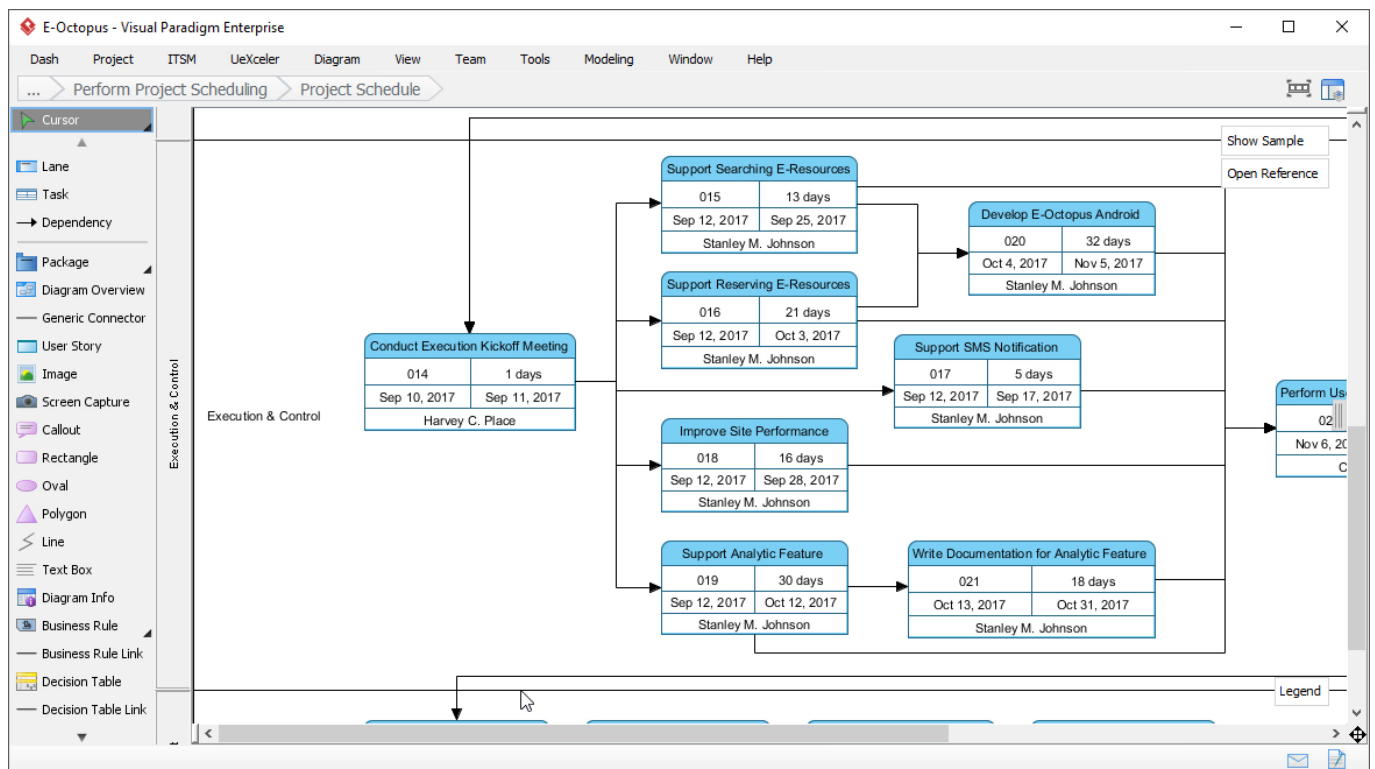 E-Octopus - Visual Paradigm Enterprise
Dash Project ITSM UeXceler Diagram View Team Tools Modeling Window Help
... Perform Project Scheduling Project Schedule
Cursor
Lane
Task
Dependency
Package
Diagram Overview
Generic Connector
User Story
Image
Screen Capture
Callout
Rectangle
Oval
Polygon
Line
Text Box
Diagram Info
Business Rule
Business Rule Link
Decision Table
Decision Table Link
Execution & Control
Execution & Control
Show Sample
Open Reference
Conduct Execution Kickoff Meeting
014 1 days
Sep 10, 2017 Sep 11, 2017
Harvey C. Place
Support Searching E-Resources
015 13 days
Sep 12, 2017 Sep 25, 2017
Stanley M. Johnson
Support Reserving E-Resources
016 21 days
Sep 12, 2017 Oct 3, 2017
Stanley M. Johnson
Develop E-Octopus Android
020 32 days
Oct 4, 2017 Nov 5, 2017
Stanley M. Johnson
Support SMS Notification
017 5 days
Sep 12, 2017 Sep 17, 2017
Stanley M. Johnson
Improve Site Performance
018 16 days
Sep 12, 2017 Sep 28, 2017
Stanley M. Johnson
Support Analytic Feature
019 30 days
Sep 12, 2017 Oct 12, 2017
Stanley M. Johnson
Write Documentation for Analytic Feature
021 18 days
Oct 13, 2017 Oct 31, 2017
Stanley M. Johnson
Perform
Nov 6,
Legend